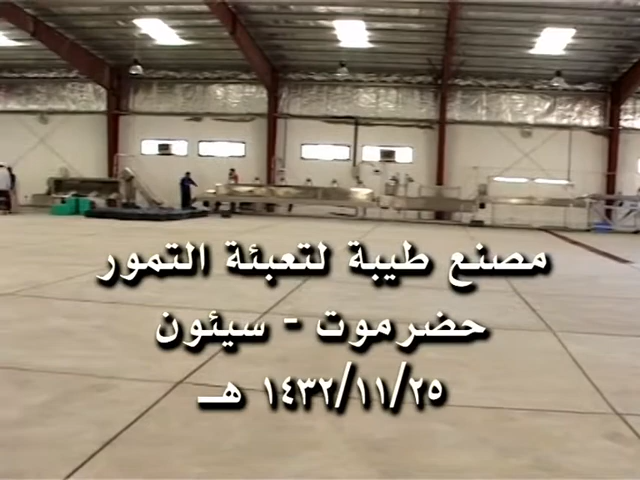 مصنع طيبة لتعبئة التمور
حضرموت - سيئون
١٤٣٢/١١/٢٥ هـ